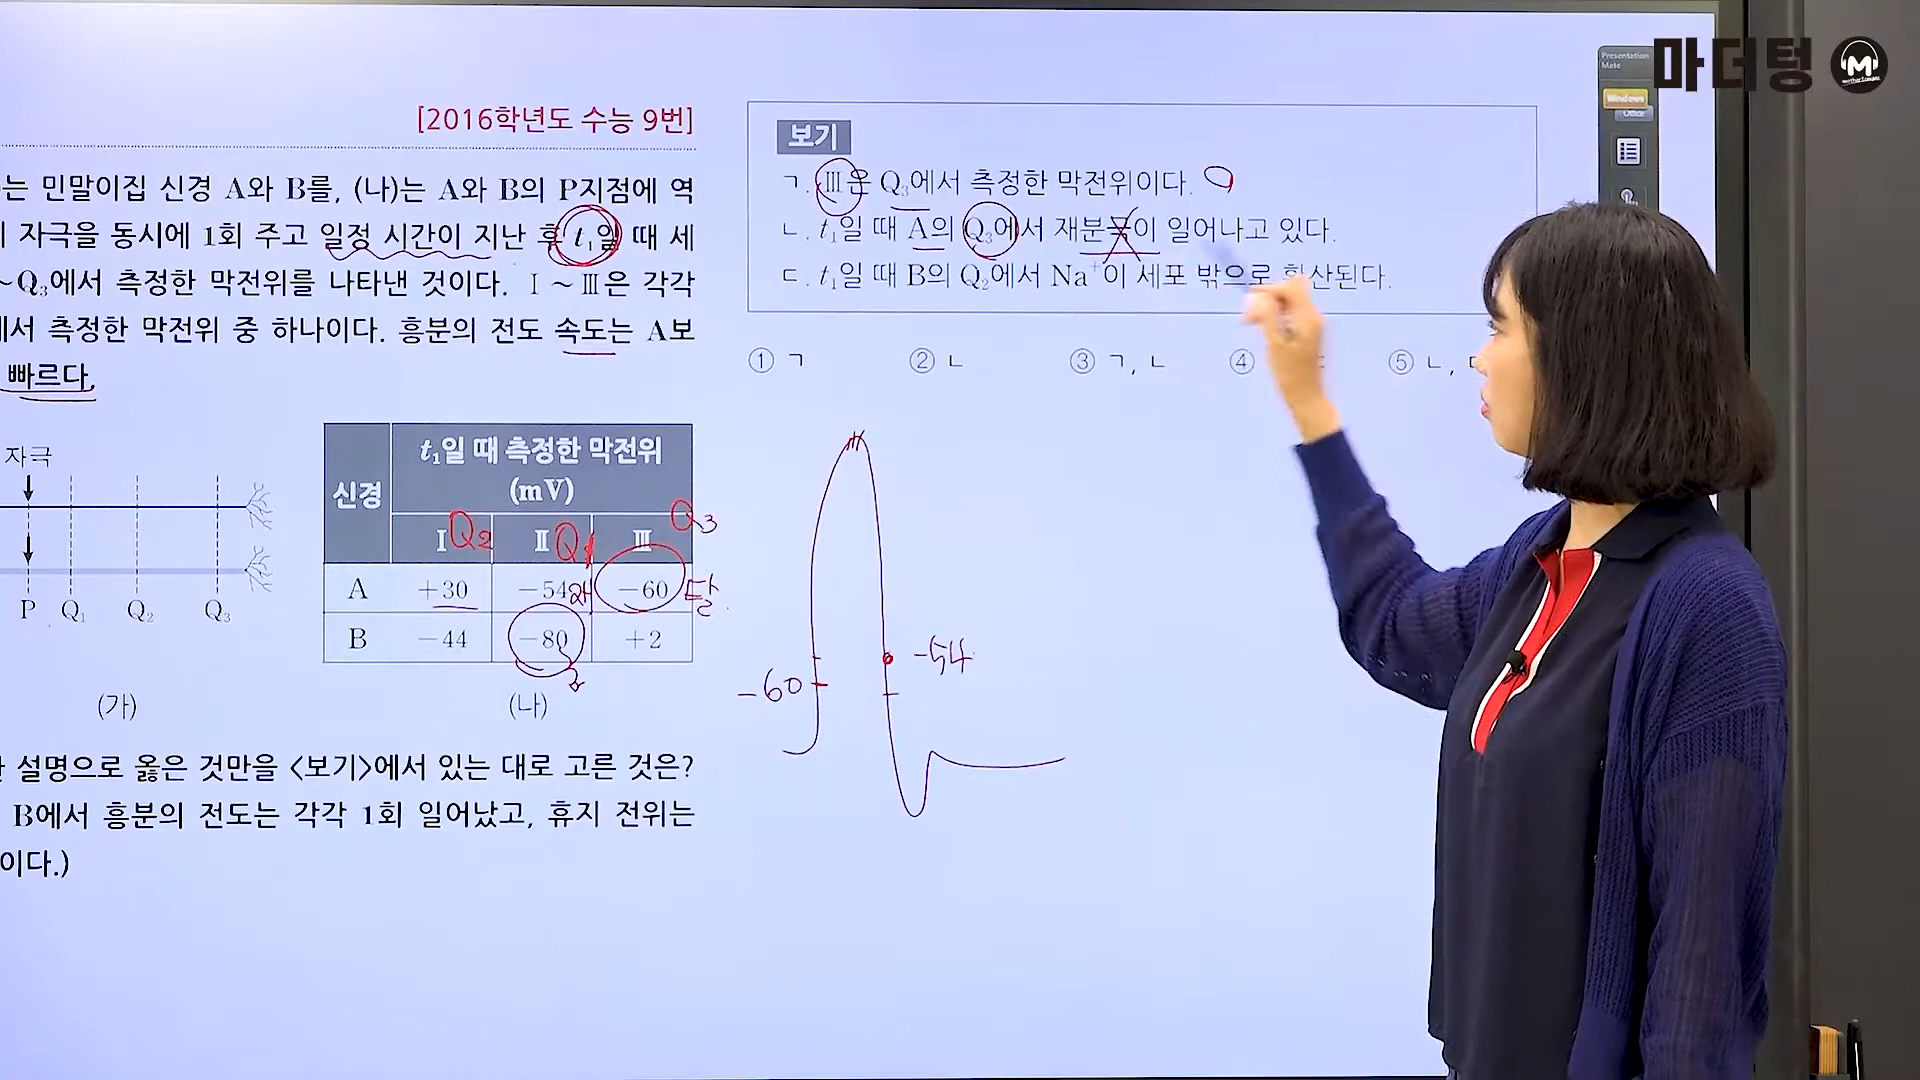 마더텅
Presentation Mate
Windows
Office
[2016학년도 수능 9번]
는 민말이집 신경 A와 B를, (나)는 A와 B의 P지점에 역
자극을 동시에 1회 주고 일정 시간이 지난 후 t₁일 때 세
~Q₃에서 측정한 막전위를 나타낸 것이다. Ⅰ~Ⅲ은 각각
에서 측정한 막전위 중 하나이다. 흥분의 전도 속도는 A보
빠르다.
자극
P Q₁ Q₂ Q₃
(가)
신경 t₁일 때 측정한 막전위 (mV)
Ⅰ Q₂ Ⅱ Q₁ Ⅲ Q₃
A +30 -54 -60
B -44 -80 +2
(나)
설명으로 옳은 것만을 <보기>에서 있는 대로 고른 것은?
B에서 흥분의 전도는 각각 1회 일어났고, 휴지 전위는
이다.)
보기
ㄱ. Ⅲ은 Q₃에서 측정한 막전위이다.
ㄴ. t₁일 때 A의 Q₃에서 재분극이 일어나고 있다.
ㄷ. t₁일 때 B의 Q₂에서 Na⁺이 세포 밖으로 확산된다.
① ㄱ ② ㄴ ③ ㄱ, ㄴ ④ ⑤ ㄴ, ㄷ
-60
-54